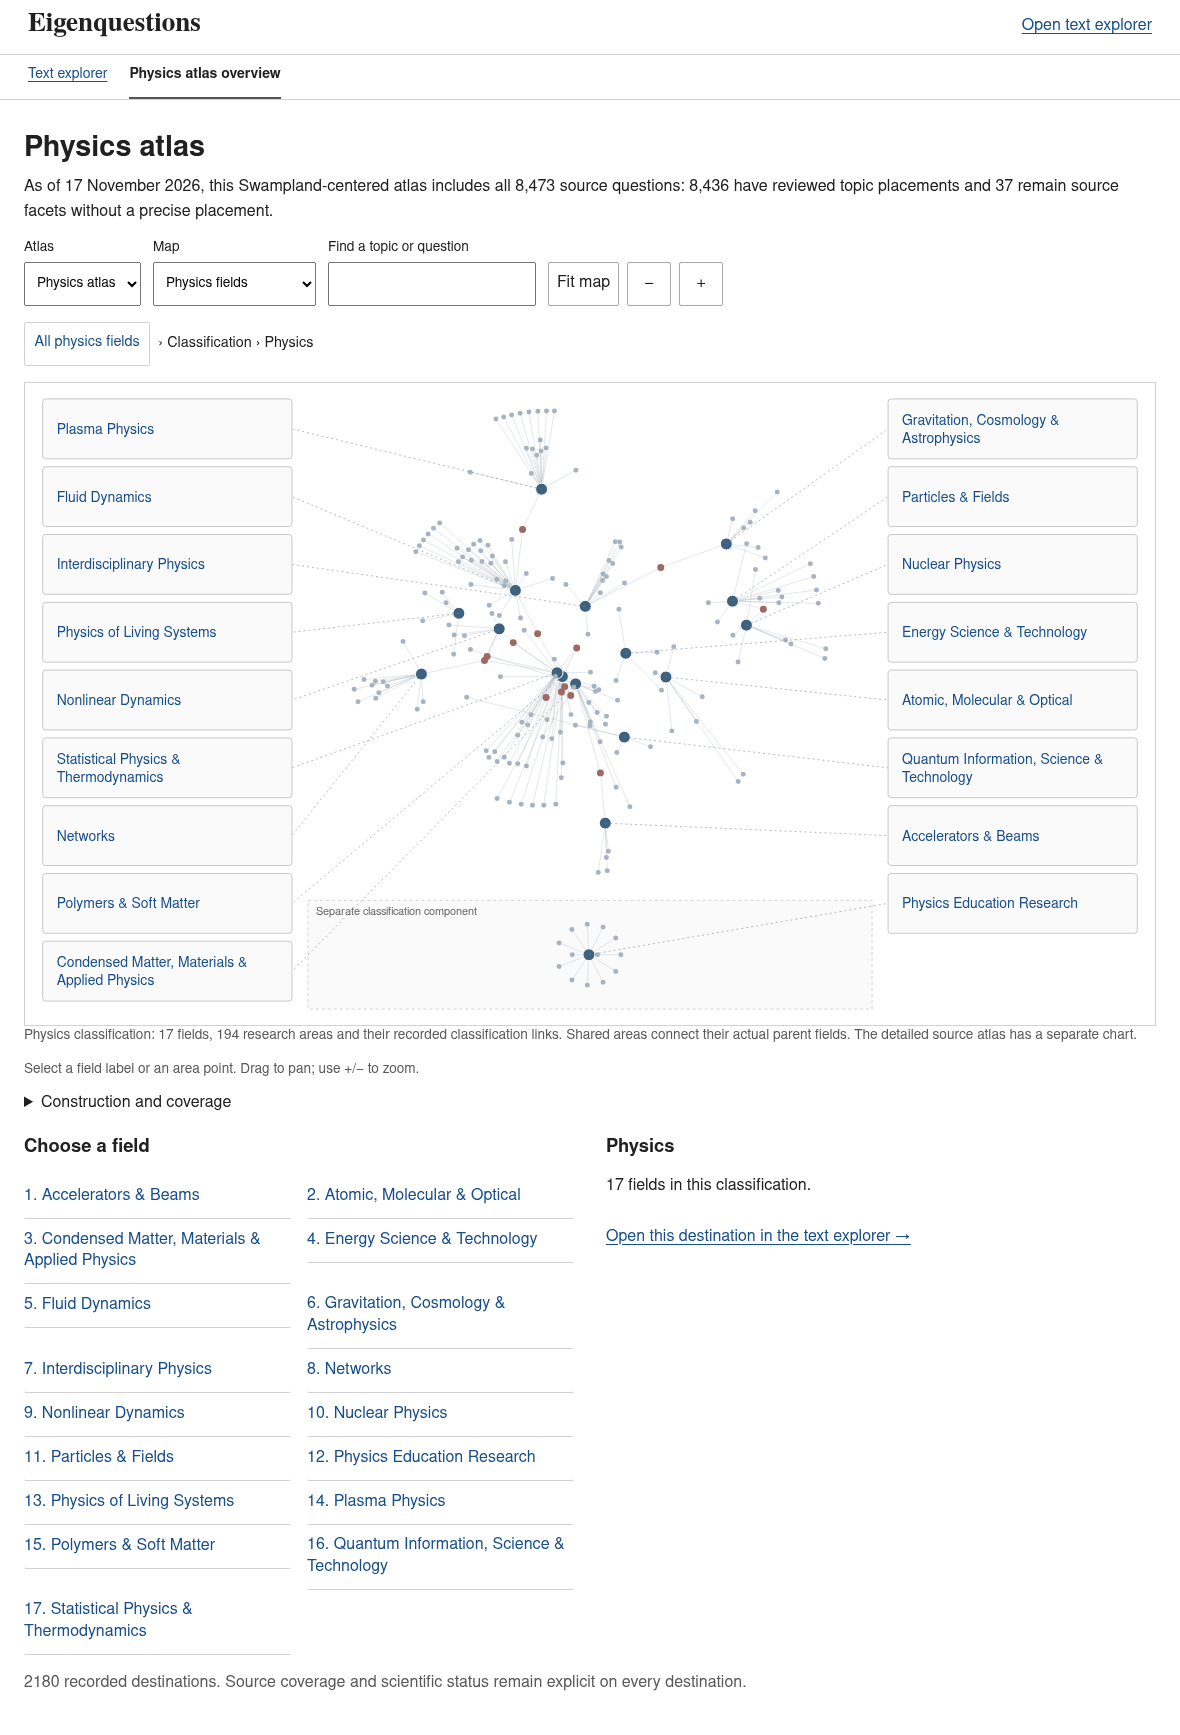 Eigenquestions
Open text explorer
Text explorer
Physics atlas overview
Physics atlas
As of 17 November 2026, this Swampland-centered atlas includes all 8,473 source questions: 8,436 have reviewed topic placements and 37 remain source
facets without a precise placement.
Atlas
Map
Find a topic or question
Physics atlas
Physics fields
Fit map
−
+
All physics fields
› Classification › Physics
Plasma Physics
Fluid Dynamics
Interdisciplinary Physics
Physics of Living Systems
Nonlinear Dynamics
Statistical Physics &
Thermodynamics
Networks
Polymers & Soft Matter
Condensed Matter, Materials &
Applied Physics
Gravitation, Cosmology &
Astrophysics
Particles & Fields
Nuclear Physics
Energy Science & Technology
Atomic, Molecular & Optical
Quantum Information, Science &
Technology
Accelerators & Beams
Physics Education Research
Separate classification component
Physics classification: 17 fields, 194 research areas and their recorded classification links. Shared areas connect their actual parent fields. The detailed source atlas has a separate chart.
Select a field label or an area point. Drag to pan; use +/− to zoom.
Construction and coverage
Choose a field
1. Accelerators & Beams
2. Atomic, Molecular & Optical
3. Condensed Matter, Materials &
Applied Physics
4. Energy Science & Technology
5. Fluid Dynamics
6. Gravitation, Cosmology &
Astrophysics
7. Interdisciplinary Physics
8. Networks
9. Nonlinear Dynamics
10. Nuclear Physics
11. Particles & Fields
12. Physics Education Research
13. Physics of Living Systems
14. Plasma Physics
15. Polymers & Soft Matter
16. Quantum Information, Science &
Technology
17. Statistical Physics &
Thermodynamics
Physics
17 fields in this classification.
Open this destination in the text explorer →
2180 recorded destinations. Source coverage and scientific status remain explicit on every destination.